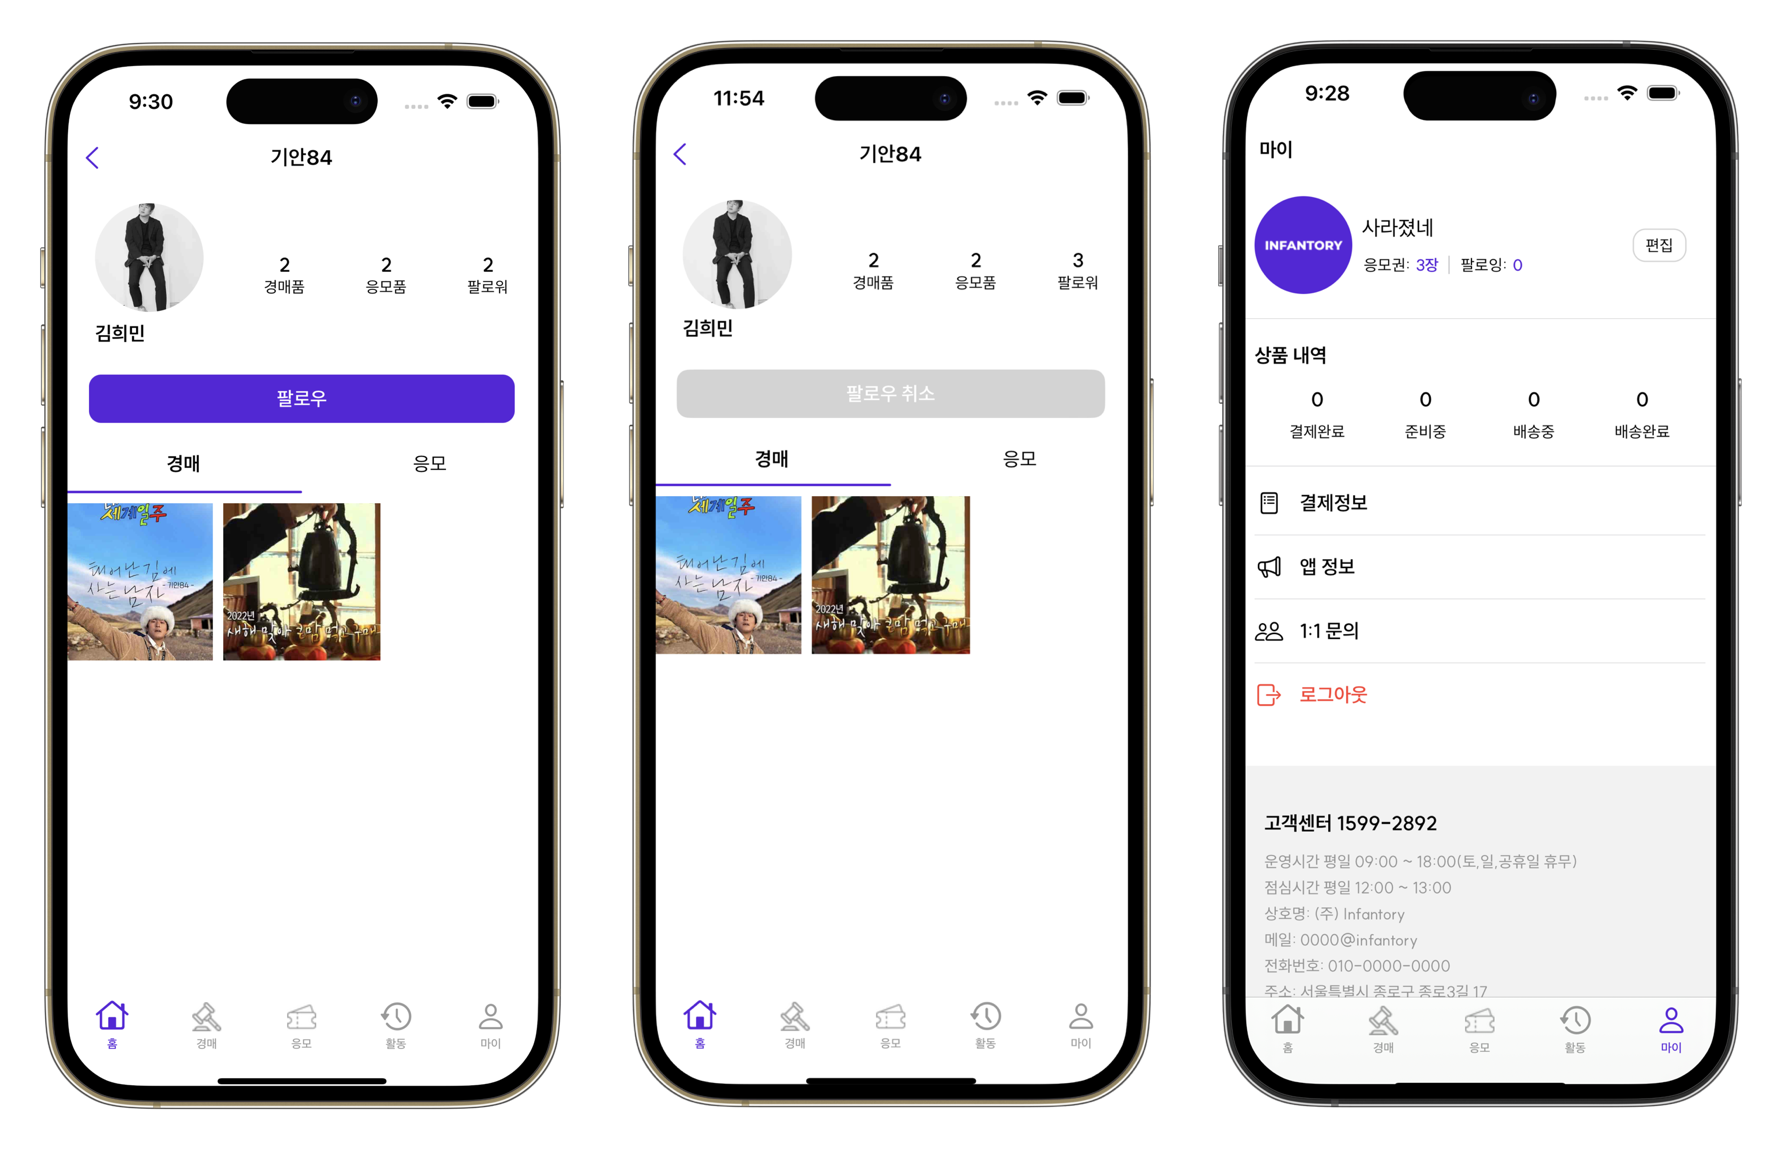 9:30
기안84
2
경매품
2
응모품
2
팔로워
김희민
팔로우
경매
응모
세계일주
태어난 김에
사는 남자
-기안84-
2022년
새해 맞아
홈
경매
응모
활동
마이
11:54
기안84
2
경매품
2
응모품
3
팔로워
김희민
팔로우 취소
경매
응모
세계일주
태어난 김에
사는 남자
-기안84-
2022년
새해 맞아
홈
경매
응모
활동
마이
9:28
마이
INFANTORY
사라졌네
편집
응모권: 3장 | 팔로잉: 0
상품 내역
0
결제완료
0
준비중
0
배송중
0
배송완료
결제정보
앱 정보
1:1 문의
로그아웃
고객센터 1599-2892
운영시간 평일 09:00 ~ 18:00(토,일,공휴일 휴무)
점심시간 평일 12:00 ~ 13:00
상호명: (주) Infantory
메일: 0000@infantory
전화번호: 010-0000-0000
주소: 서울특별시 종로구 종로3길 17
홈
경매
응모
활동
마이